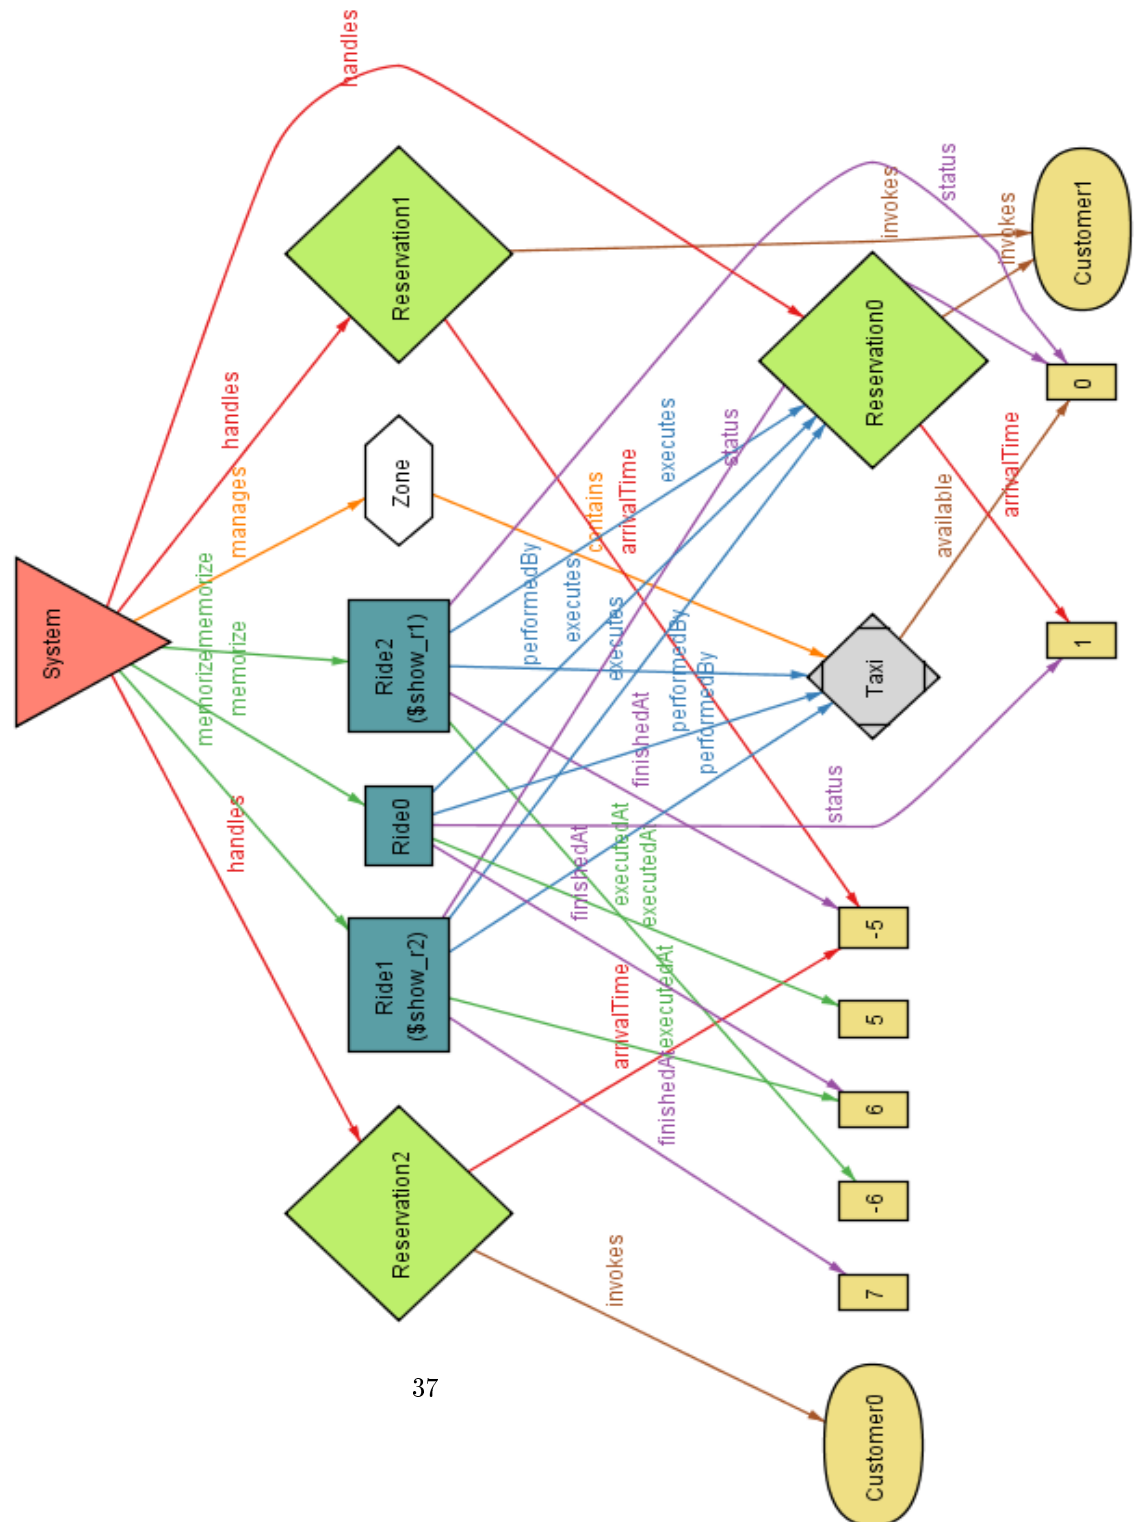 System
handles
handles
manages
memorize
memorize
memorize
handles
Reservation1
Zone
Ride2
($show_r1)
Ride0
Ride1
($show_r2)
Reservation2
invokes
status
invokes
executes
status
arrivalTime
contains
executes
performedBy
executes
performedBy
performedBy
finishedAt
status
executedAt
executedAt
finishedAt
arrivalTime
executedAt
finishedAt
invokes
available
arrivalTime
Reservation0
Taxi
-5
5
6
-6
7
Customer0
Customer1
0
1
37